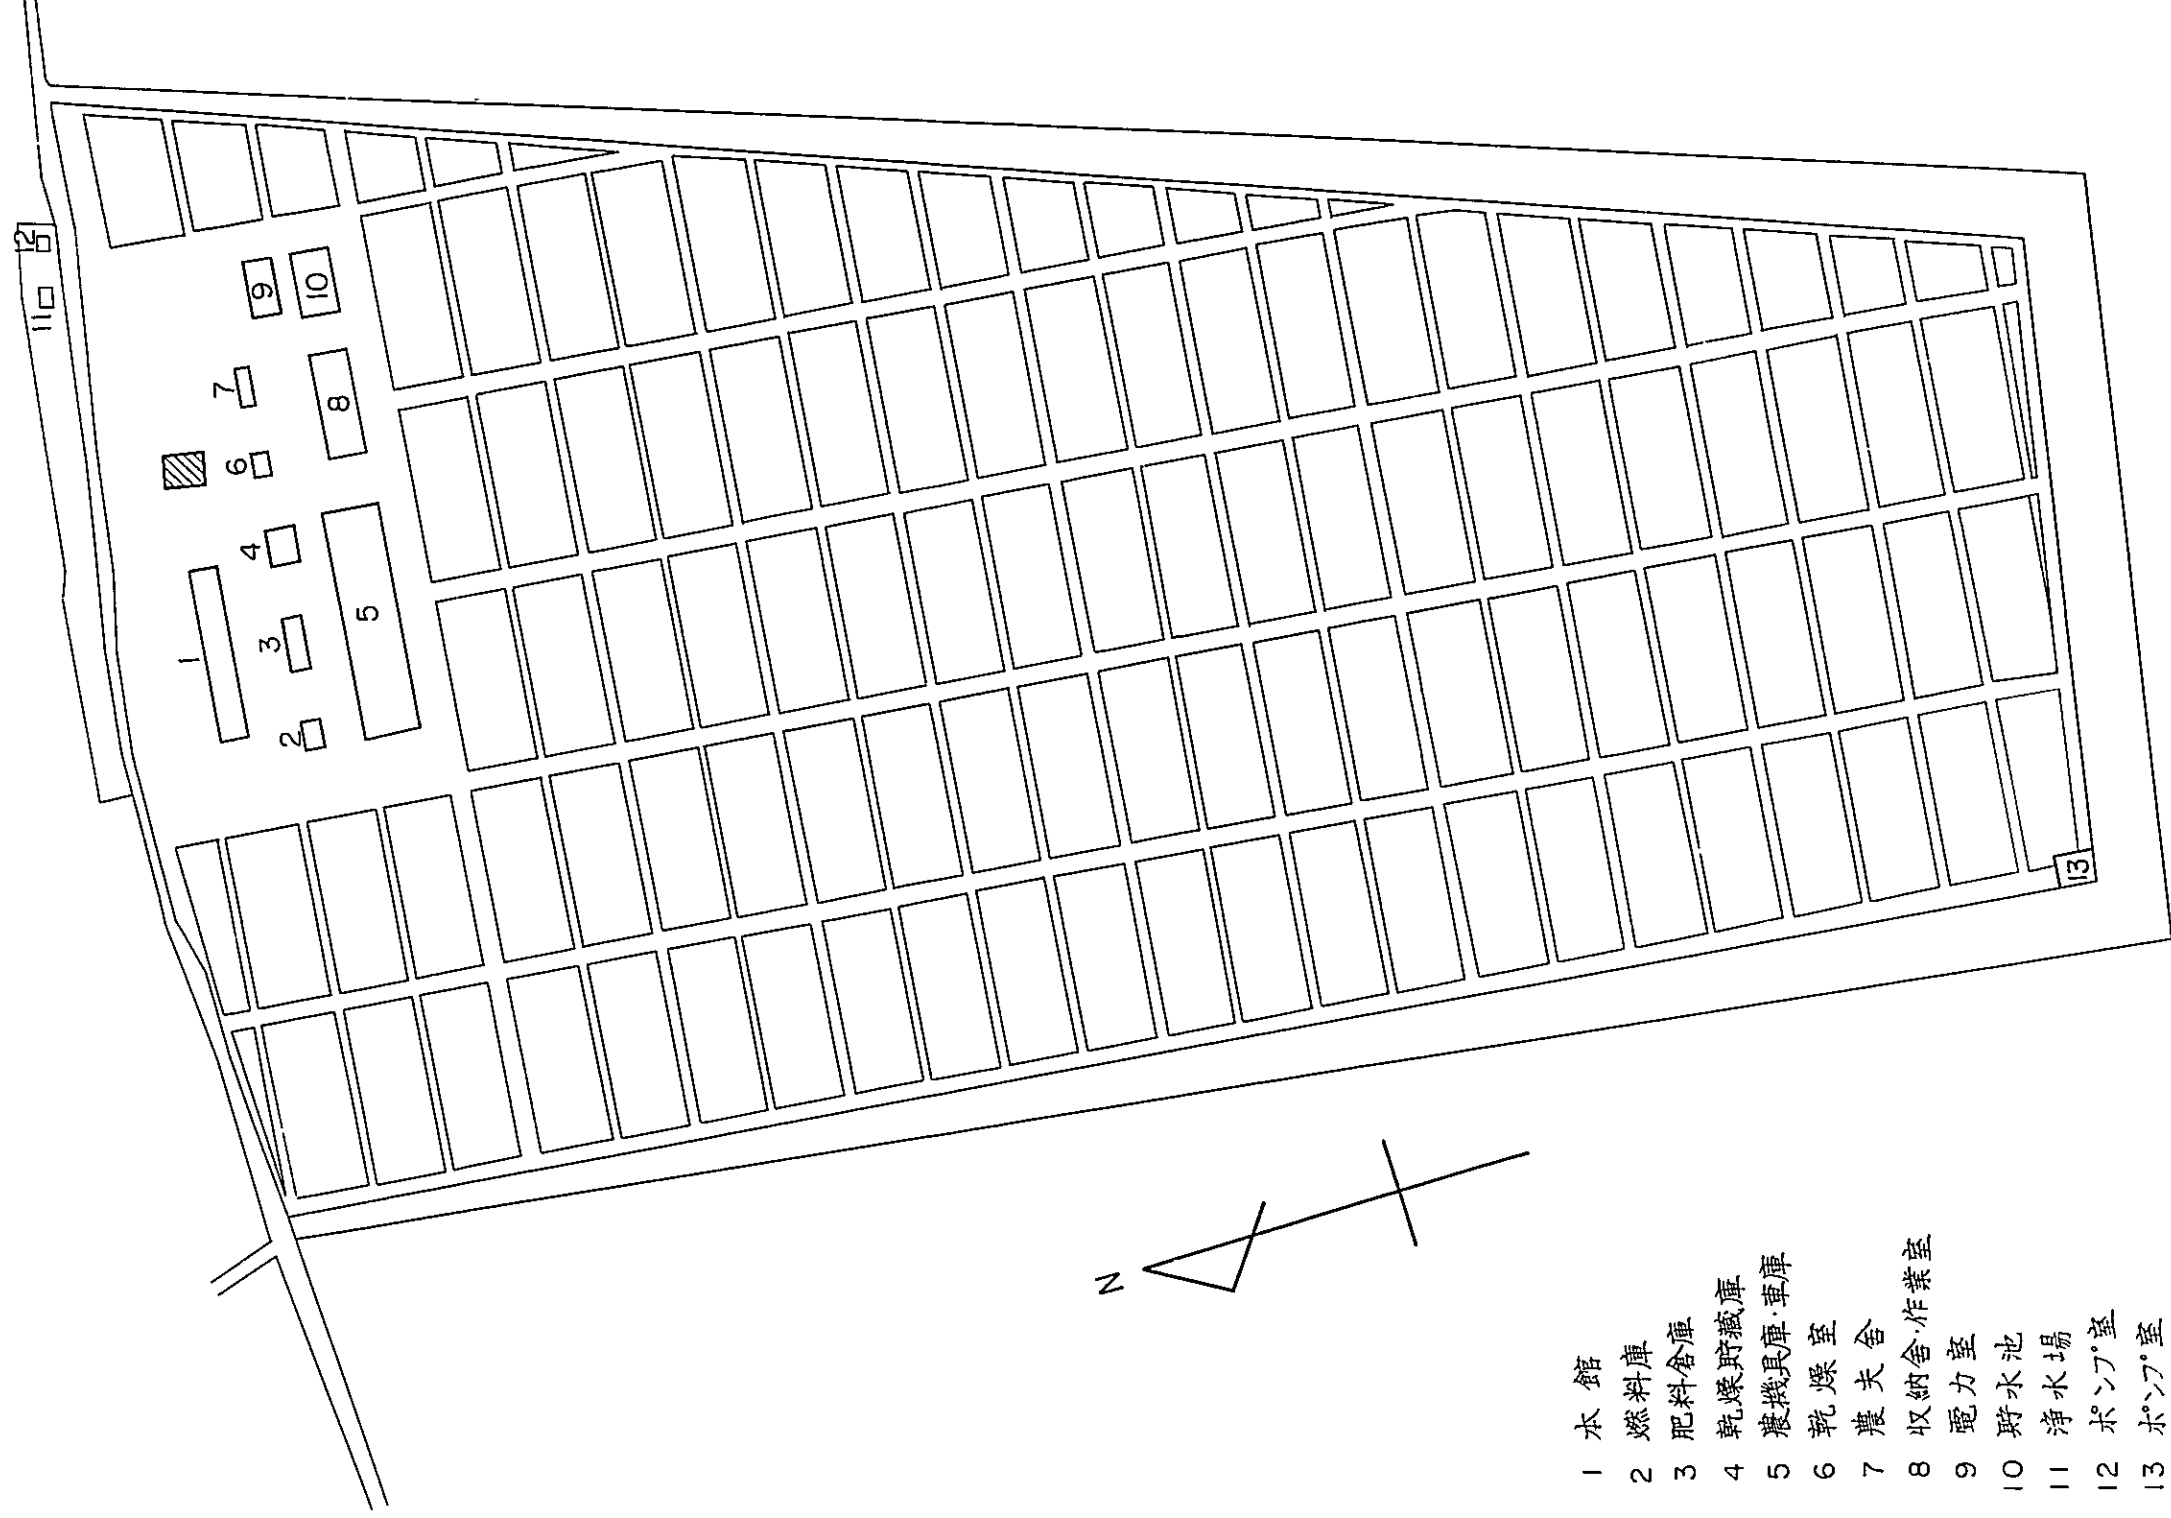 12
11
9
10
7
8
6
4
5
1
3
2
13
N
1 本館
2 燃料庫
3 肥料倉庫
4 乾燥貯蔵庫
5 農機具庫・車庫
6 乾燥室
7 農夫舎
8 収納舎・作業室
9 電力室
10 貯水池
11 浄水場
12 ポンプ室
13 ポンプ室